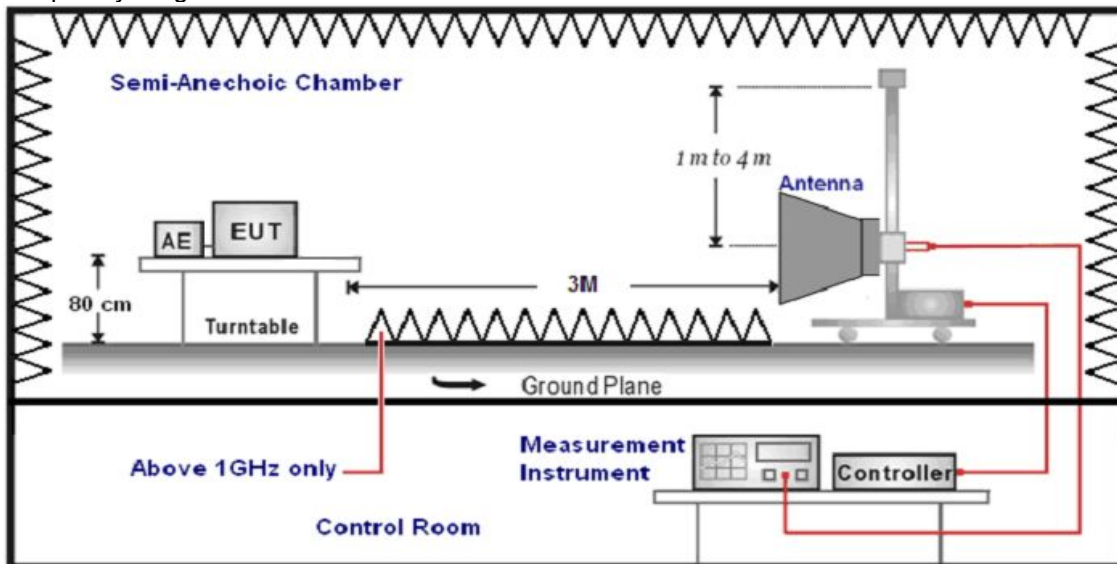 Semi-Anechoic Chamber
1 m to 4 m
Antenna
AE
EUT
80 cm
3M
Turntable
Ground Plane
Above 1GHz only
Measurement
Instrument
Controller
Control Room